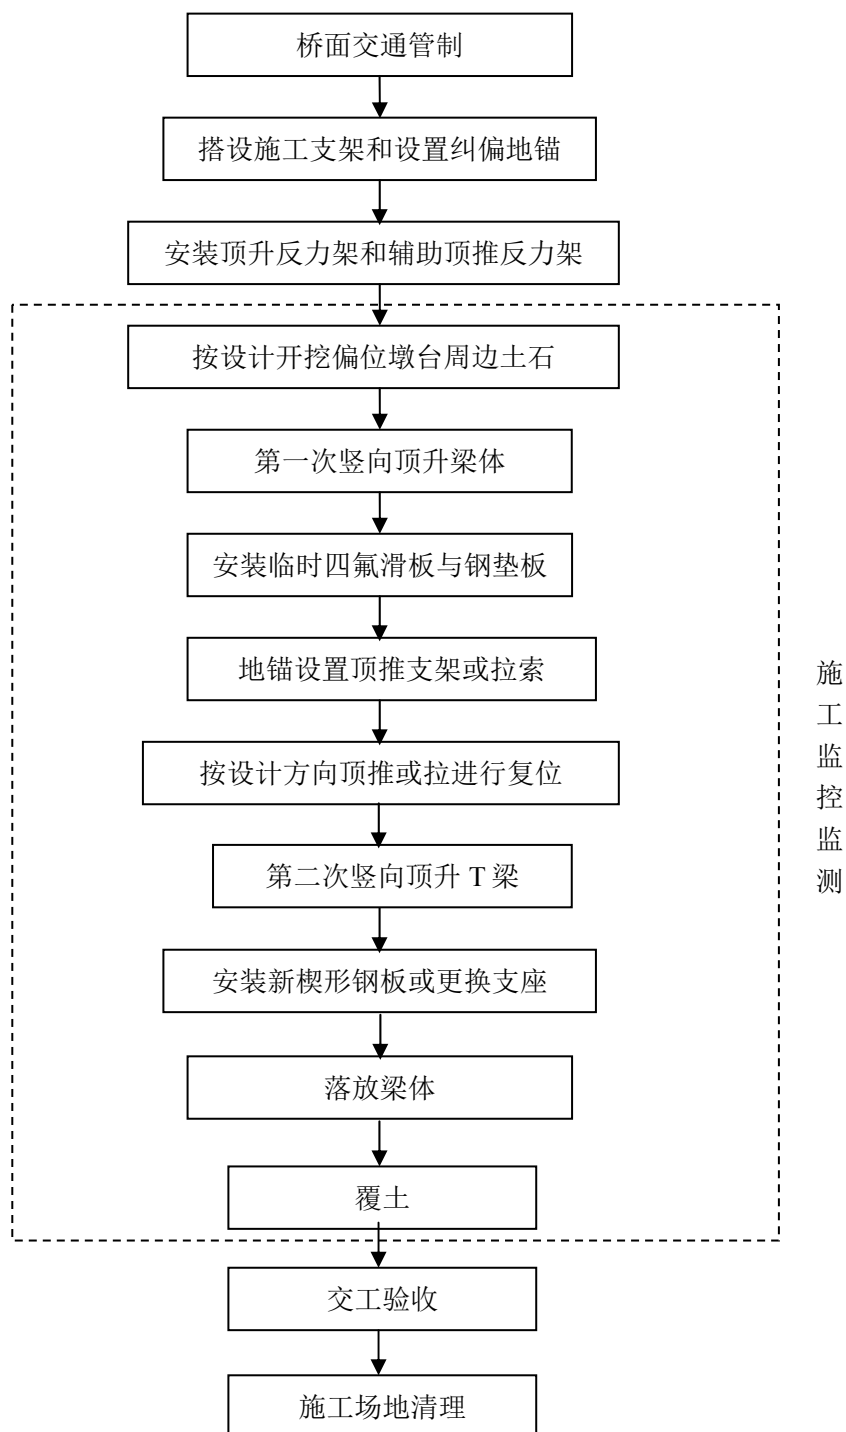 桥面交通管制
搭设施工支架和设置纠偏地锚
安装顶升反力架和辅助顶推反力架
按设计开挖偏位墩台周边土石
第一次竖向顶升梁体
安装临时四氟滑板与钢垫板
地锚设置顶推支架或拉索
按设计方向顶推或拉进行复位
第二次竖向顶升 T 梁
安装新楔形钢板或更换支座
落放梁体
覆土
交工验收
施工场地清理
施工监控监测